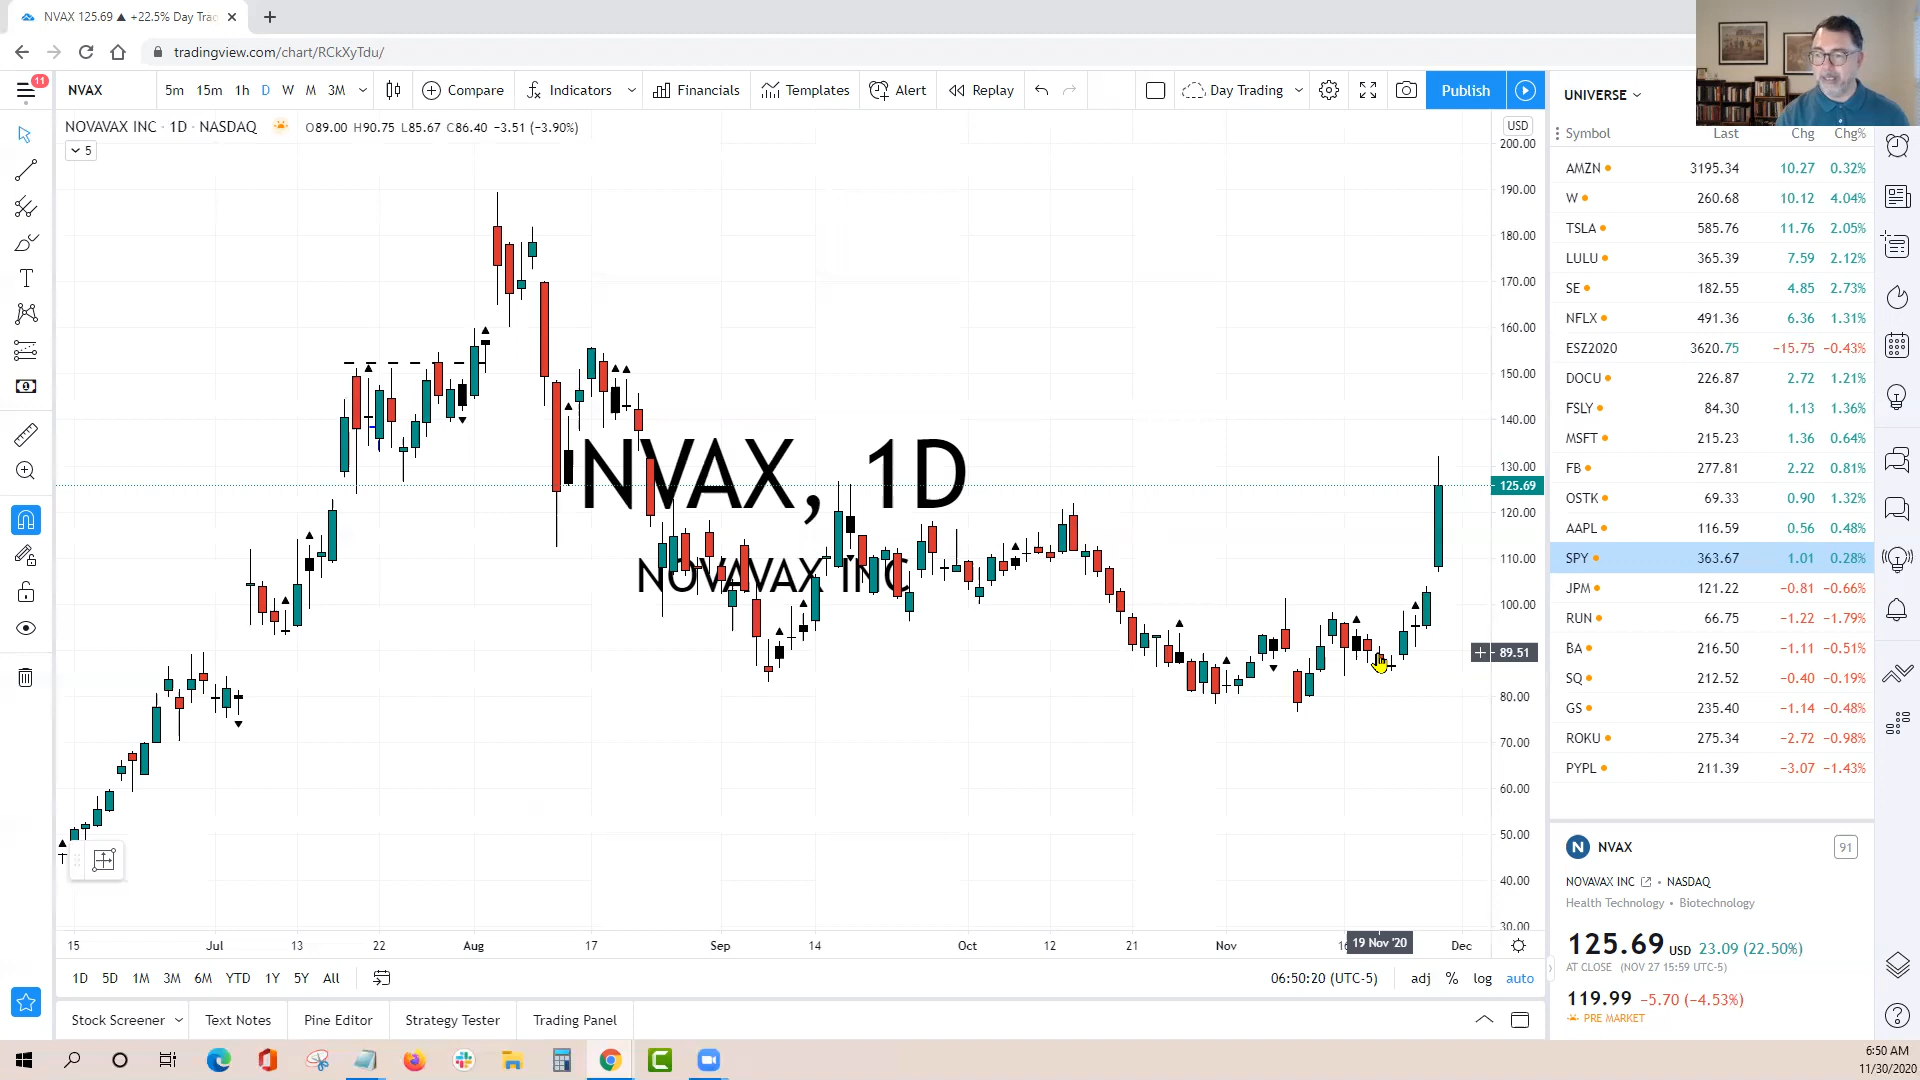 NVAX 125.69 ▲ +22.5% Day Trad
tradingview.com/chart/RCkXyTdu/
11
NVAX
5m 15m 1h D W M 3M
Compare
Indicators
Financials
Templates
Alert
Replay
Day Trading
Publish
NOVAVAX INC · 1D · NASDAQ
O89.00 H90.75 L85.67 C86.40 −3.51 (−3.90%)
5
USD
200.00
190.00
180.00
170.00
160.00
150.00
140.00
130.00
125.69
120.00
110.00
100.00
89.51
80.00
70.00
60.00
50.00
40.00
30.00
NVAX, 1D
NOVAVAX INC
15 Jul 13 22 Aug 17 Sep 14 Oct 12 21 Nov 19 Nov '20 Dec
1D 5D 1M 3M 6M YTD 1Y 5Y All
06:50:20 (UTC-5)
adj % log auto
Stock Screener
Text Notes
Pine Editor
Strategy Tester
Trading Panel
UNIVERSE
Symbol Last Chg Chg%
AMZN 3195.34 10.27 0.32%
W 260.68 10.12 4.04%
TSLA 585.76 11.76 2.05%
LULU 365.39 7.59 2.12%
SE 182.55 4.85 2.73%
NFLX 491.36 6.36 1.31%
ESZ2020 3620.75 −15.75 −0.43%
DOCU 226.87 2.72 1.21%
FSLY 84.30 1.13 1.36%
MSFT 215.23 1.36 0.64%
FB 277.81 2.22 0.81%
OSTK 69.33 0.90 1.32%
AAPL 116.59 0.56 0.48%
SPY 363.67 1.01 0.28%
JPM 121.22 −0.81 −0.66%
RUN 66.75 −1.22 −1.79%
BA 216.50 −1.11 −0.51%
SQ 212.52 −0.40 −0.19%
GS 235.40 −1.14 −0.48%
ROKU 275.34 −2.72 −0.98%
PYPL 211.39 −3.07 −1.43%
N NVAX 91
NOVAVAX INC • NASDAQ
Health Technology • Biotechnology
125.69 USD 23.09 (22.50%)
AT CLOSE (NOV 27 15:59 UTC-5)
119.99 −5.70 (−4.53%)
PRE MARKET
6:50 AM
11/30/2020